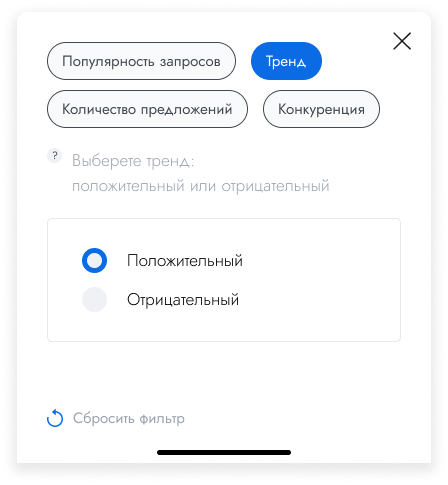 Популярность запросов
Тренд
Количество предложений
Конкуренция
?
Выберете тренд:
положительный или отрицательный
Положительный
Отрицательный
Сбросить фильтр